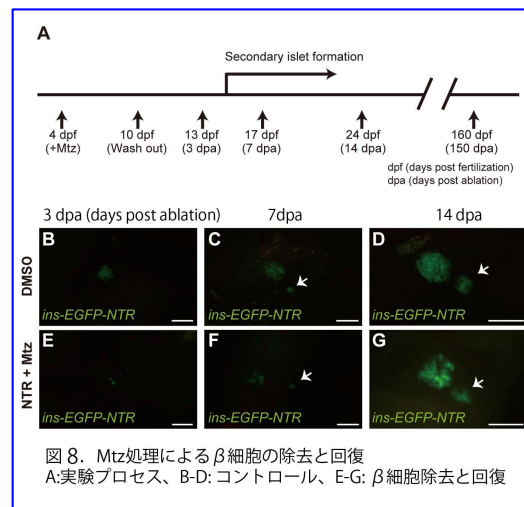 A
Secondary islet formation
4 dpf 10 dpf 13 dpf 17 dpf 24 dpf 160 dpf
(+Mtz) (Wash out) (3 dpa) (7 dpa) (14 dpa) (150 dpa)
dpf (days post fertilization)
dpa (days post ablation)
3 dpa (days post ablation) 7dpa 14 dpa
DMSO
B C D
ins-EGFP-NTR ins-EGFP-NTR ins-EGFP-NTR
NTR + Mtz
E F G
ins-EGFP-NTR ins-EGFP-NTR ins-EGFP-NTR
図 8. Mtz処理によるβ細胞の除去と回復
A:実験プロセス、B-D: コントロール、E-G: β細胞除去と回復